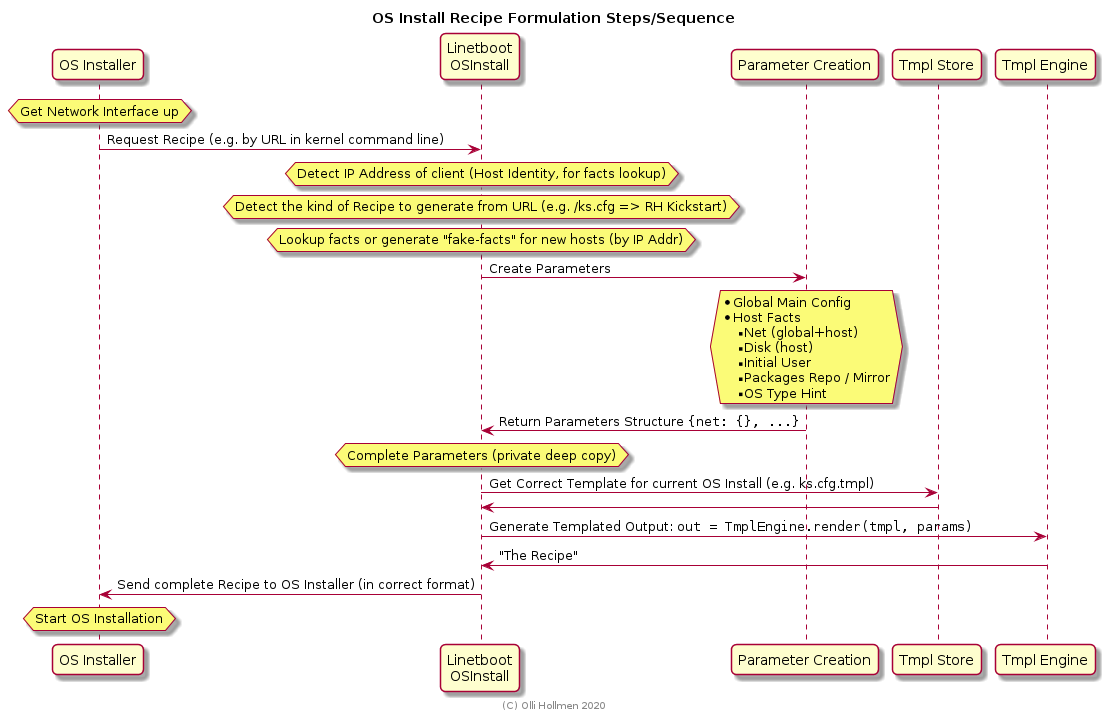 OS Install Recipe Formulation Steps/Sequence
OS Installer
Linetboot
OSInstall
Parameter Creation
Tmpl Store
Tmpl Engine
Get Network Interface up
Request Recipe (e.g. by URL in kernel command line)
Detect IP Address of client (Host Identity, for facts lookup)
Detect the kind of Recipe to generate from URL (e.g. /ks.cfg => RH Kickstart)
Lookup facts or generate "fake-facts" for new hosts (by IP Addr)
Create Parameters
Global Main Config
Host Facts
Net (global+host)
Disk (host)
Initial User
Packages Repo / Mirror
OS Type Hint
Return Parameters Structure {net: {}, ...}
Complete Parameters (private deep copy)
Get Correct Template for current OS Install (e.g. ks.cfg.tmpl)
Generate Templated Output: out = TmplEngine.render(tmpl, params)
"The Recipe"
Send complete Recipe to OS Installer (in correct format)
Start OS Installation
OS Installer
Linetboot
OSInstall
Parameter Creation
Tmpl Store
Tmpl Engine
(C) Olli Hollmen 2020